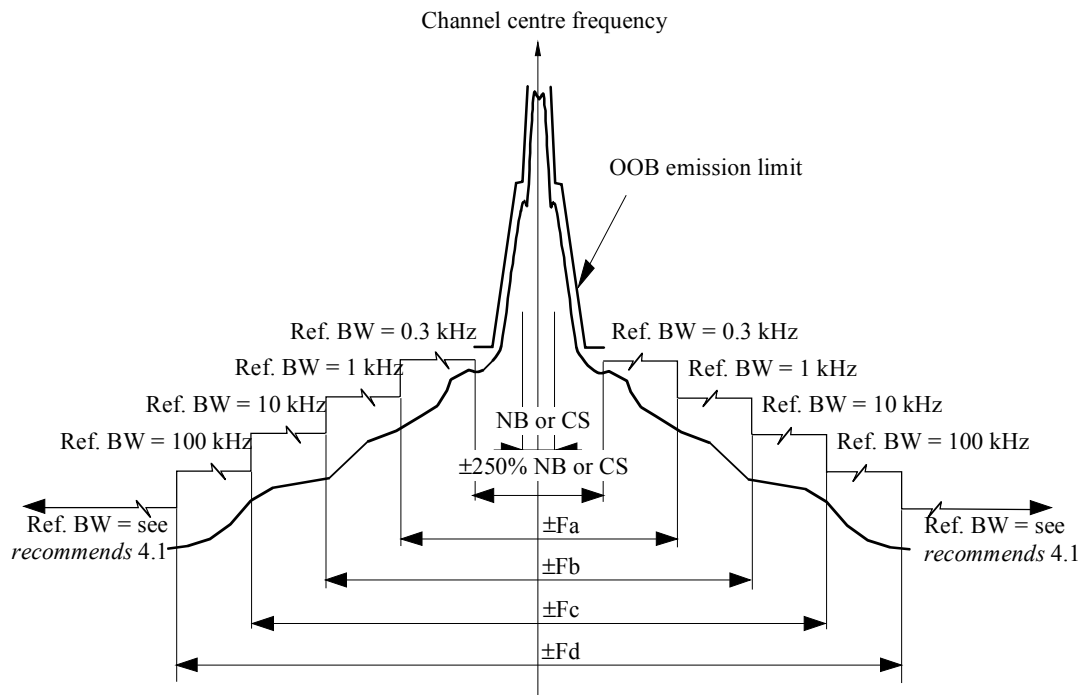 Channel centre frequency
OOB emission limit
Ref. BW = 0.3 kHz
Ref. BW = 0.3 kHz
Ref. BW = 1 kHz
Ref. BW = 1 kHz
Ref. BW = 10 kHz
Ref. BW = 10 kHz
NB or CS
Ref. BW = 100 kHz
Ref. BW = 100 kHz
±250% NB or CS
Ref. BW = see
recommends 4.1
Ref. BW = see
recommends 4.1
±Fa
±Fb
±Fc
±Fd